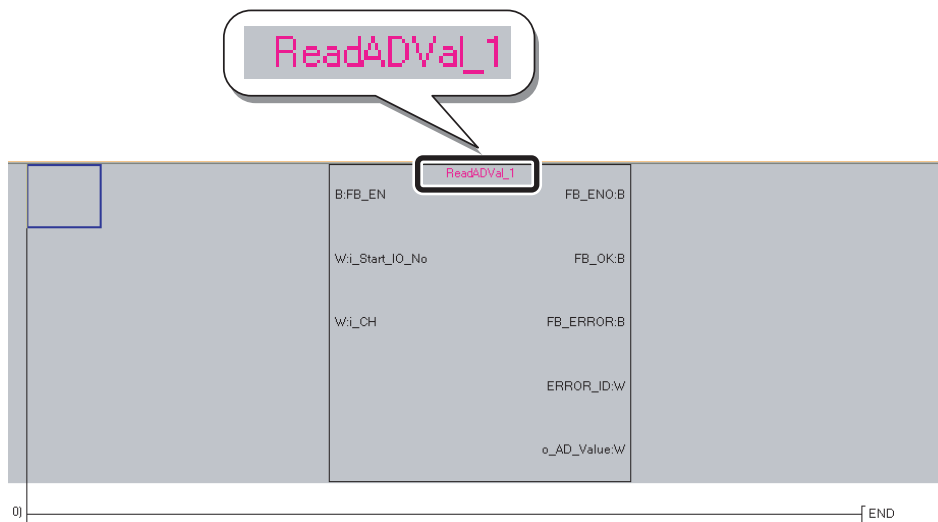 ReadADVal_1
ReadADVal_1
B:FB_EN FB_ENO:B
W:i_Start_IO_No FB_OK:B
W:i_CH FB_ERROR:B
ERROR_ID:W
o_AD_Value:W
0) END